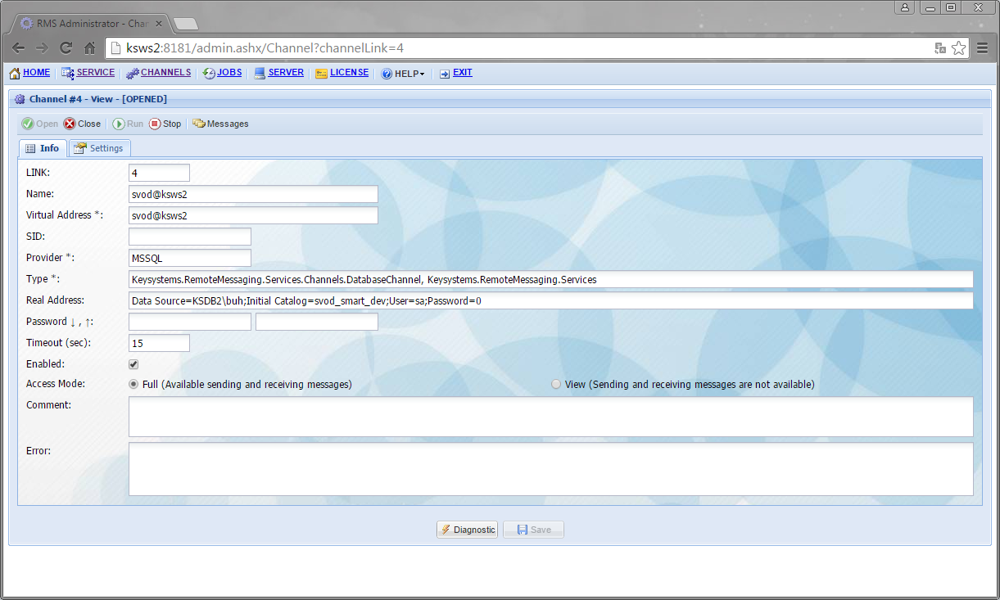 RMS Administrator - Chan
ksws2:8181/admin.ashx/Channel?channelLink=4
HOME SERVICE CHANNELS JOBS SERVER LICENSE HELP EXIT
Channel #4 - View - [OPENED]
Open Close Run Stop Messages
Info Settings
LINK: 4
Name: svod@ksws2
Virtual Address *: svod@ksws2
SID:
Provider *: MSSQL
Type *: Keysystems.RemoteMessaging.Services.Channels.DatabaseChannel, Keysystems.RemoteMessaging.Services
Real Address: Data Source=KSDB2\buh;Initial Catalog=svod_smart_dev;User=sa;Password=0
Password ↓ , ↑:
Timeout (sec): 15
Enabled:
Access Mode: Full (Available sending and receiving messages) View (Sending and receiving messages are not available)
Comment:
Error:
Diagnostic Save